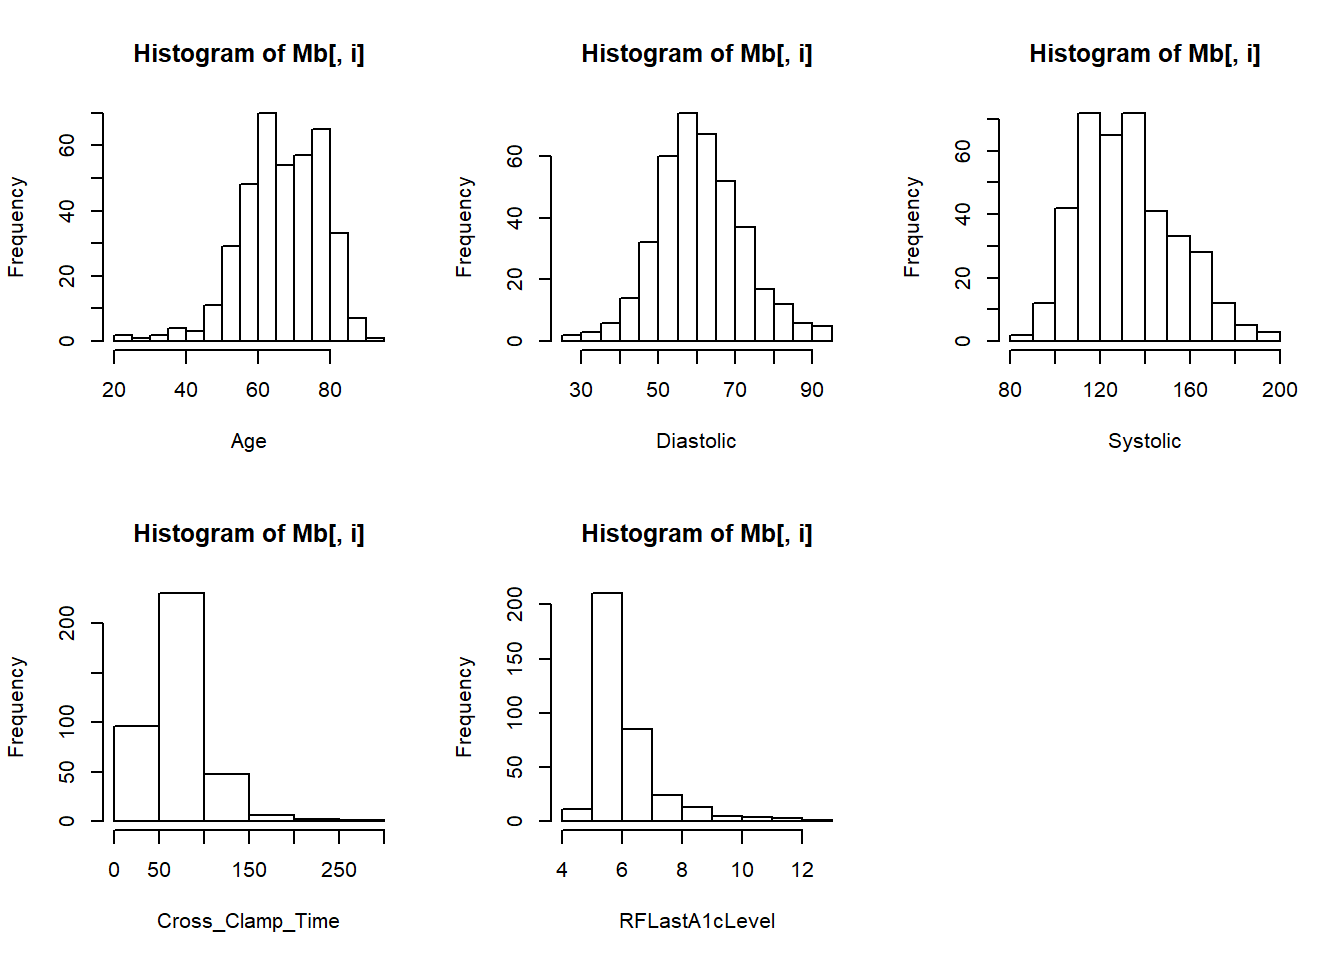 Histogram of Mb[, i]
Frequency
0
20
40
60
20
40
60
80
Age
Histogram of Mb[, i]
Frequency
0
20
40
60
30
50
70
90
Diastolic
Histogram of Mb[, i]
Frequency
0
20
40
60
80
120
160
200
Systolic
Histogram of Mb[, i]
Frequency
0
50
100
200
0
50
150
250
Cross_Clamp_Time
Histogram of Mb[, i]
Frequency
0
50
100
150
200
4
6
8
10
12
RFLastA1cLevel